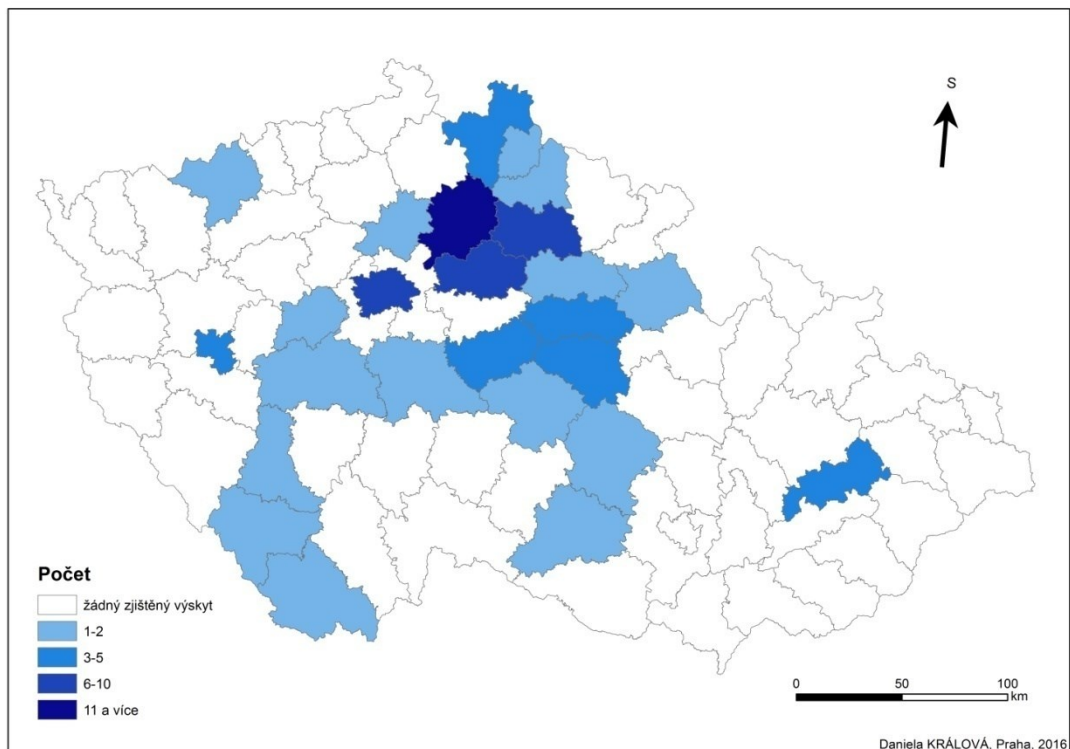 S
Počet
žádný zjištěný výskyt
1-2
3-5
6-10
11 a více
0 50 100
km
Daniela KRÁLOVÁ, Praha, 2016